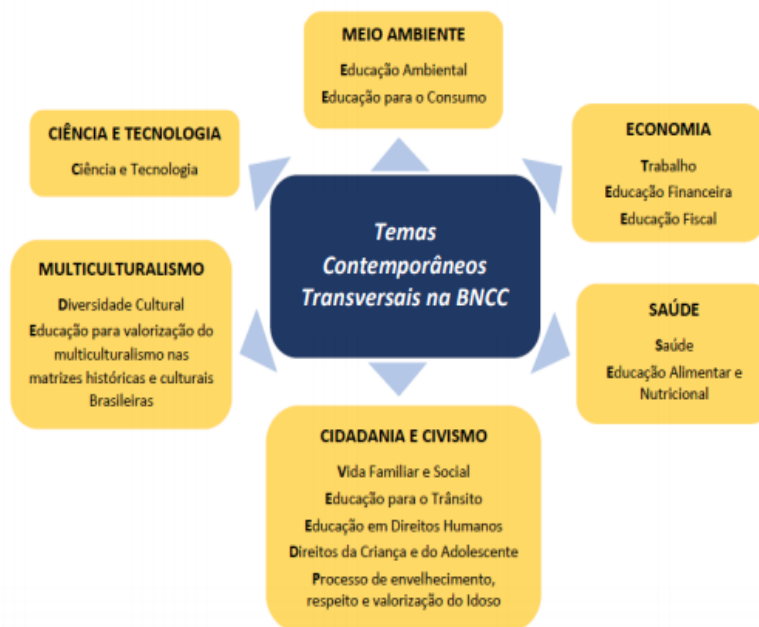 MEIO AMBIENTE
Educação Ambiental
Educação para o Consumo
CIÊNCIA E TECNOLOGIA
Ciência e Tecnologia
ECONOMIA
Trabalho
Educação Financeira
Educação Fiscal
Temas
Contemporâneos
Transversais na BNCC
MULTICULTURALISMO
Diversidade Cultural
Educação para valorização do
multiculturalismo nas
matrizes históricas e culturais
Brasileiras
SAÚDE
Saúde
Educação Alimentar e
Nutricional
CIDADANIA E CIVISMO
Vida Familiar e Social
Educação para o Trânsito
Educação em Direitos Humanos
Direitos da Criança e do Adolescente
Processo de envelhecimento,
respeito e valorização do Idoso